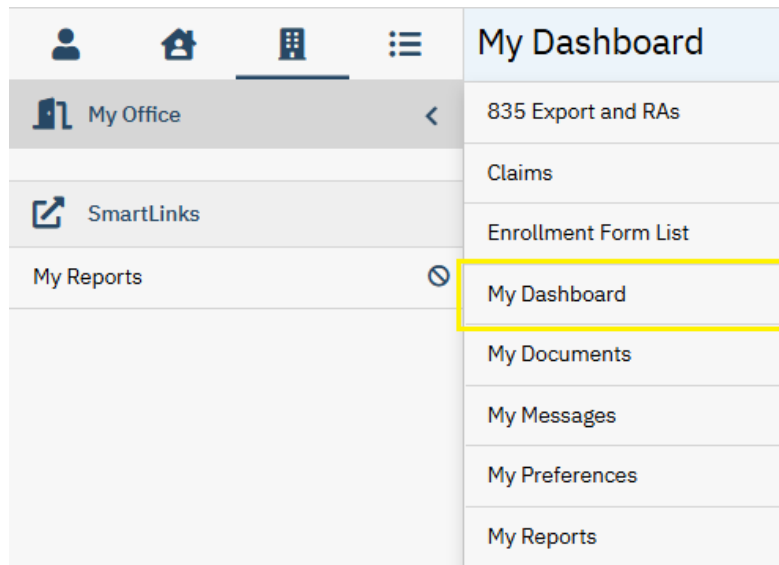 My Dashboard
My Office
SmartLinks
My Reports
835 Export and RAs
Claims
Enrollment Form List
My Dashboard
My Documents
My Messages
My Preferences
My Reports